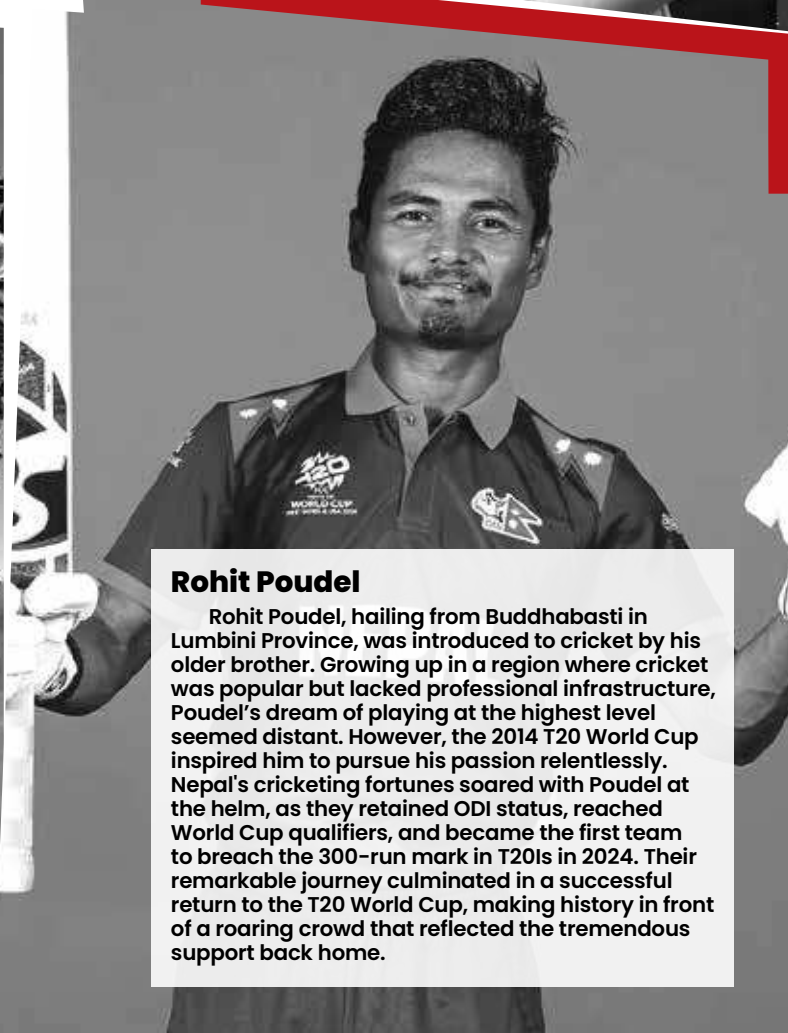 T20
WORLD CUP
Rohit Poudel
Rohit Poudel, hailing from Buddhabasti in
Lumbini Province, was introduced to cricket by his
older brother. Growing up in a region where cricket
was popular but lacked professional infrastructure,
Poudel’s dream of playing at the highest level
seemed distant. However, the 2014 T20 World Cup
inspired him to pursue his passion relentlessly.
Nepal's cricketing fortunes soared with Poudel at
the helm, as they retained ODI status, reached
World Cup qualifiers, and became the first team
to breach the 300-run mark in T20Is in 2024. Their
remarkable journey culminated in a successful
return to the T20 World Cup, making history in front
of a roaring crowd that reflected the tremendous
support back home.